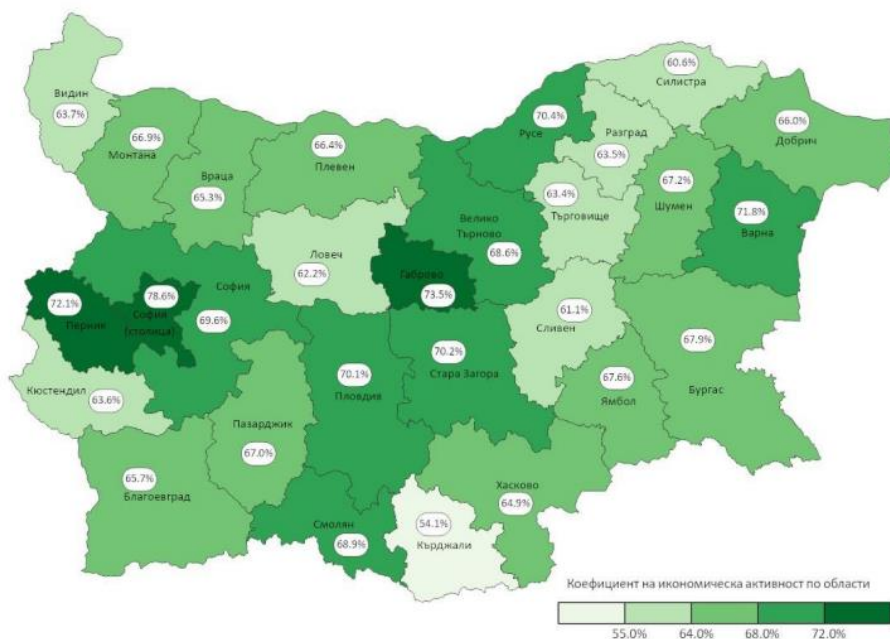 Видин
63.7%
66.9%
Монтана
Враца
65.3%
66.4%
Плевен
70.4%
Русе
60.6%
Силистра
Разград
63.5%
66.0%
Добрич
67.2%
Шумен
63.4%
Търговище
71.8%
Варна
Велико
Търново
68.6%
Ловеч
62.2%
Габрово
73.5%
София
69.6%
78.6%
София
(столица)
72.1%
Перник
Кюстендил
63.6%
61.1%
Сливен
67.9%
Бургас
70.2%
Стара Загора
70.1%
Пловдив
67.6%
Ямбол
Пазарджик
67.0%
65.7%
Благоевград
Хасково
64.9%
Смолян
68.9%
54.1%
Кърджали
Коефициент на икономическа активност по области
55.0% 64.0% 68.0% 72.0%